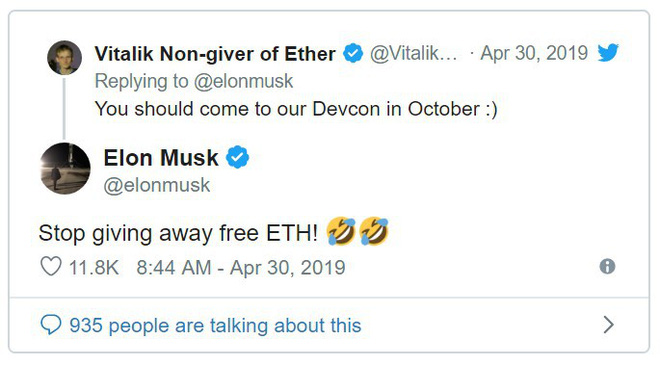 Vitalik Non-giver of Ether @Vitalik... · Apr 30, 2019
Replying to @elonmusk
You should come to our Devcon in October :)
Elon Musk
@elonmusk
Stop giving away free ETH! 🤣🤣
11.8K 8:44 AM - Apr 30, 2019
935 people are talking about this